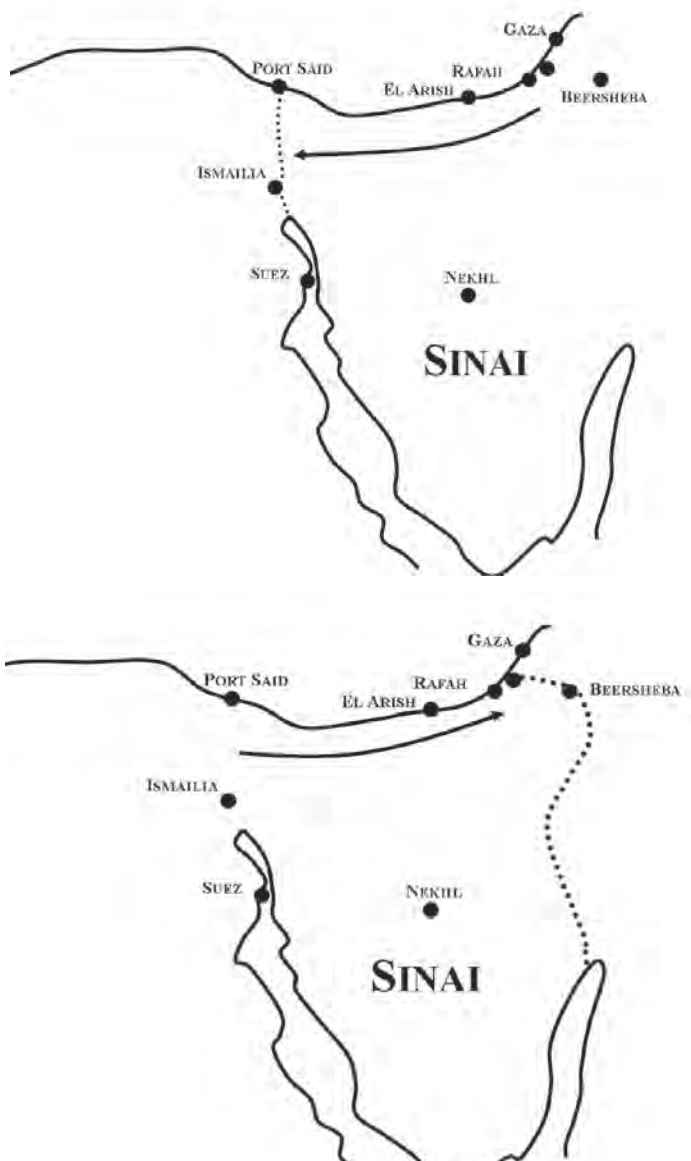 GAZA
PORT SAID
RAFAH
EL ARISH
BEERSHEBA
ISMAILIA
SUEZ
NEKHL
SINAI
GAZA
RAFAH
PORT SAID
EL ARISH
BEERSHEBA
ISMAILIA
SUEZ
NEKHL
SINAI